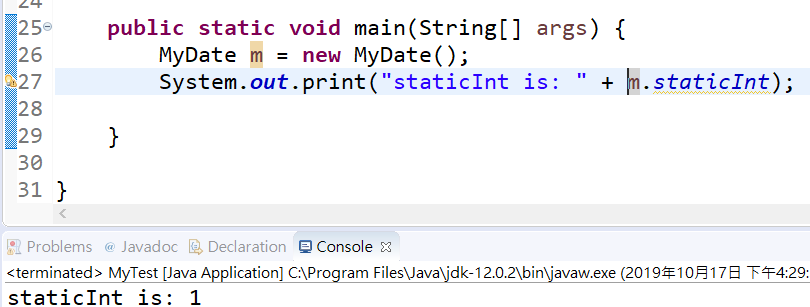 24
25 public static void main(String[] args) {
26 MyDate m = new MyDate();
27 System.out.print("staticInt is: " + m.staticInt);
28
29 }
30
31 }
Problems @ Javadoc Declaration Console
<terminated> MyTest [Java Application] C:\Program Files\Java\jdk-12.0.2\bin\javaw.exe (2019年10月17日 下午4:29:
staticInt is: 1